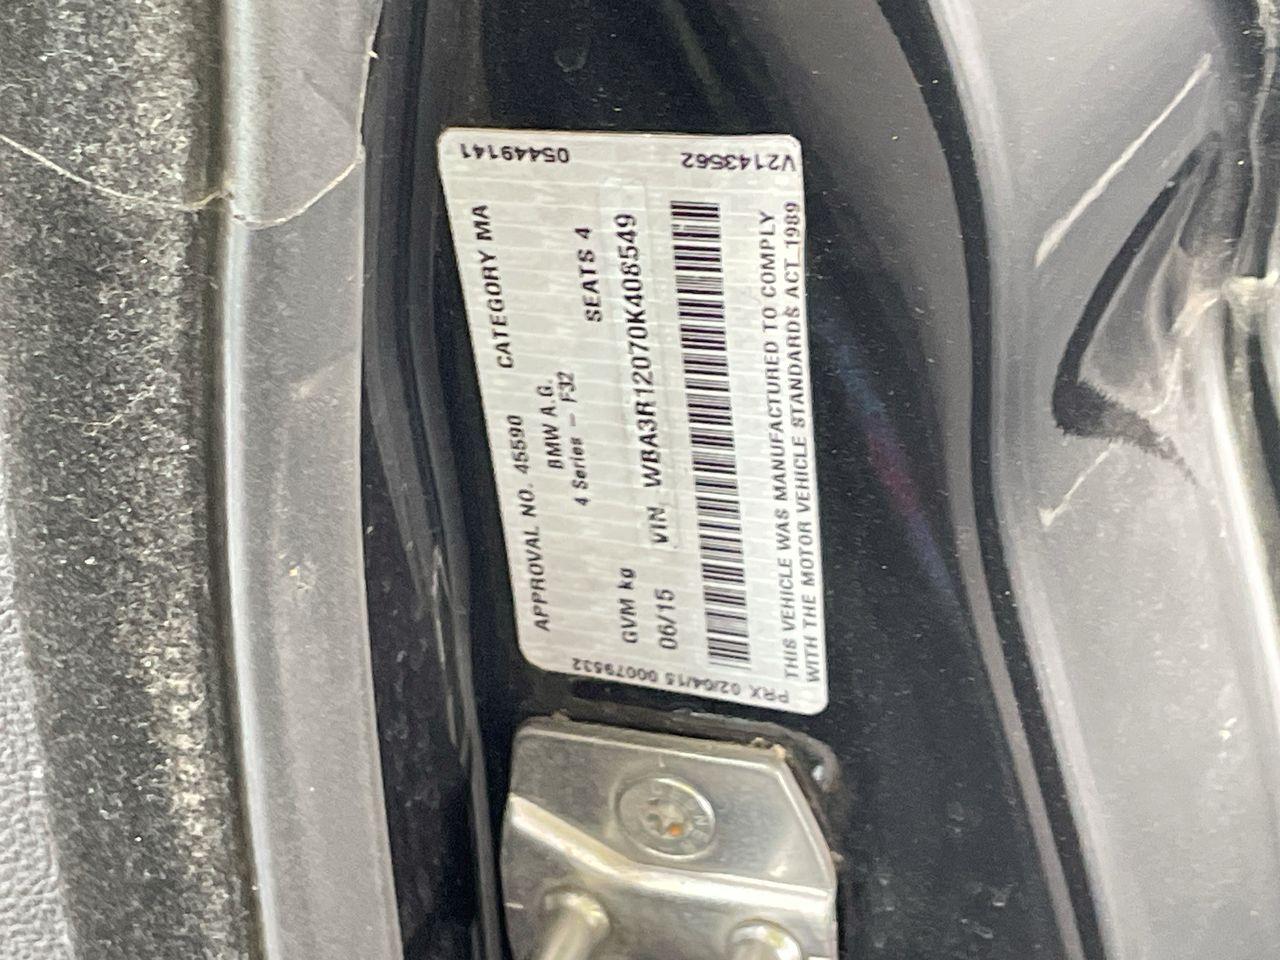 05449141
V2143562
APPROVAL NO. 45590 CATEGORY MA
BMW A.G.
4 Series - F32 SEATS 4
GVM kg
06/15 VIN WBA3R12070K408549
THIS VEHICLE WAS MANUFACTURED TO COMPLY
WITH THE MOTOR VEHICLE STANDARDS ACT 1989
PRX 02/04/15 00079532